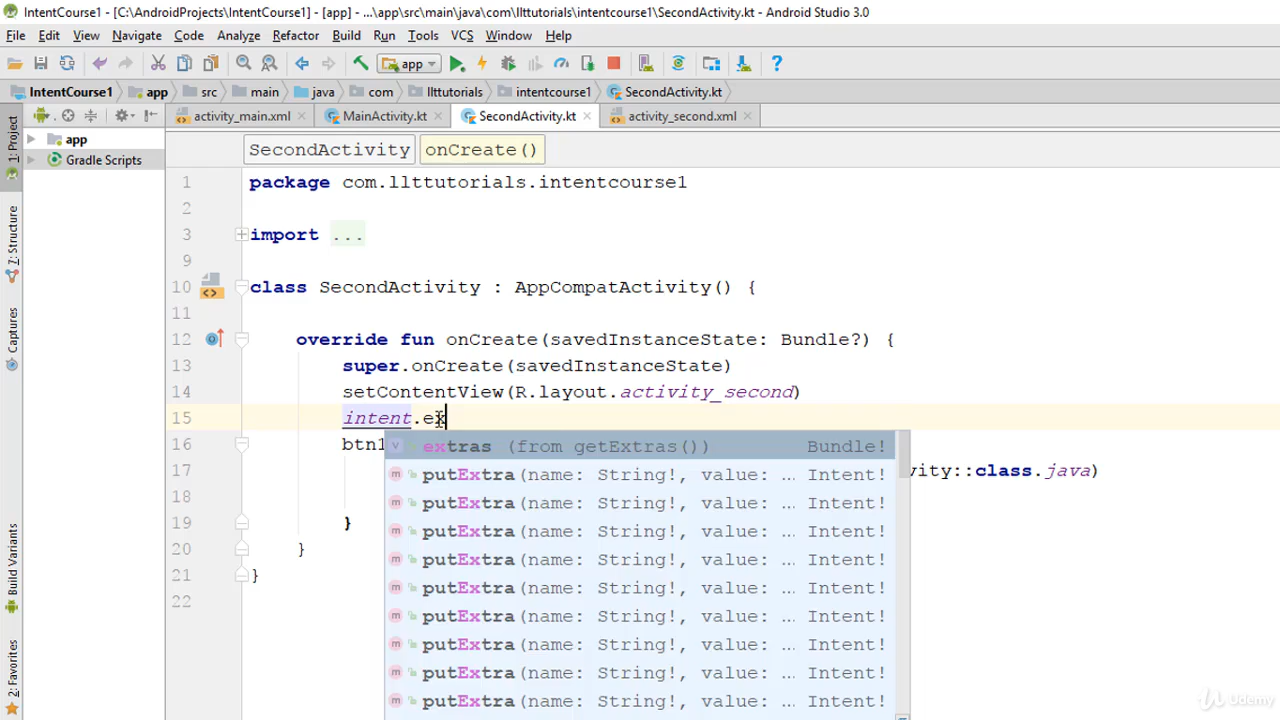 IntentCourse1 - [C:\AndroidProjects\IntentCourse1] - [app] - ...\app\src\main\java\com\llttutorials\intentcourse1\SecondActivity.kt - Android Studio 3.0
File Edit View Navigate Code Analyze Refactor Build Run Tools VCS Window Help
app
IntentCourse1 app src main java com llttutorials intentcourse1 SecondActivity.kt
1: Project
7: Structure
Captures
Build Variants
2: Favorites
app
Gradle Scripts
activity_main.xml MainActivity.kt SecondActivity.kt activity_second.xml
SecondActivity onCreate()
1 package com.llttutorials.intentcourse1
2
3 import ...
9
10 class SecondActivity : AppCompatActivity() {
11
12 override fun onCreate(savedInstanceState: Bundle?) {
13 super.onCreate(savedInstanceState)
14 setContentView(R.layout.activity_second)
15 intent.ex
16 btn1
17 vity::class.java)
18
19 }
20 }
21 }
22
extras (from getExtras()) Bundle!
putExtra(name: String!, value: ... Intent!
putExtra(name: String!, value: ... Intent!
putExtra(name: String!, value: ... Intent!
putExtra(name: String!, value: ... Intent!
putExtra(name: String!, value: ... Intent!
putExtra(name: String!, value: ... Intent!
putExtra(name: String!, value: ... Intent!
putExtra(name: String!, value: ... Intent!
putExtra(name: String!, value: ... Intent!
Udemy